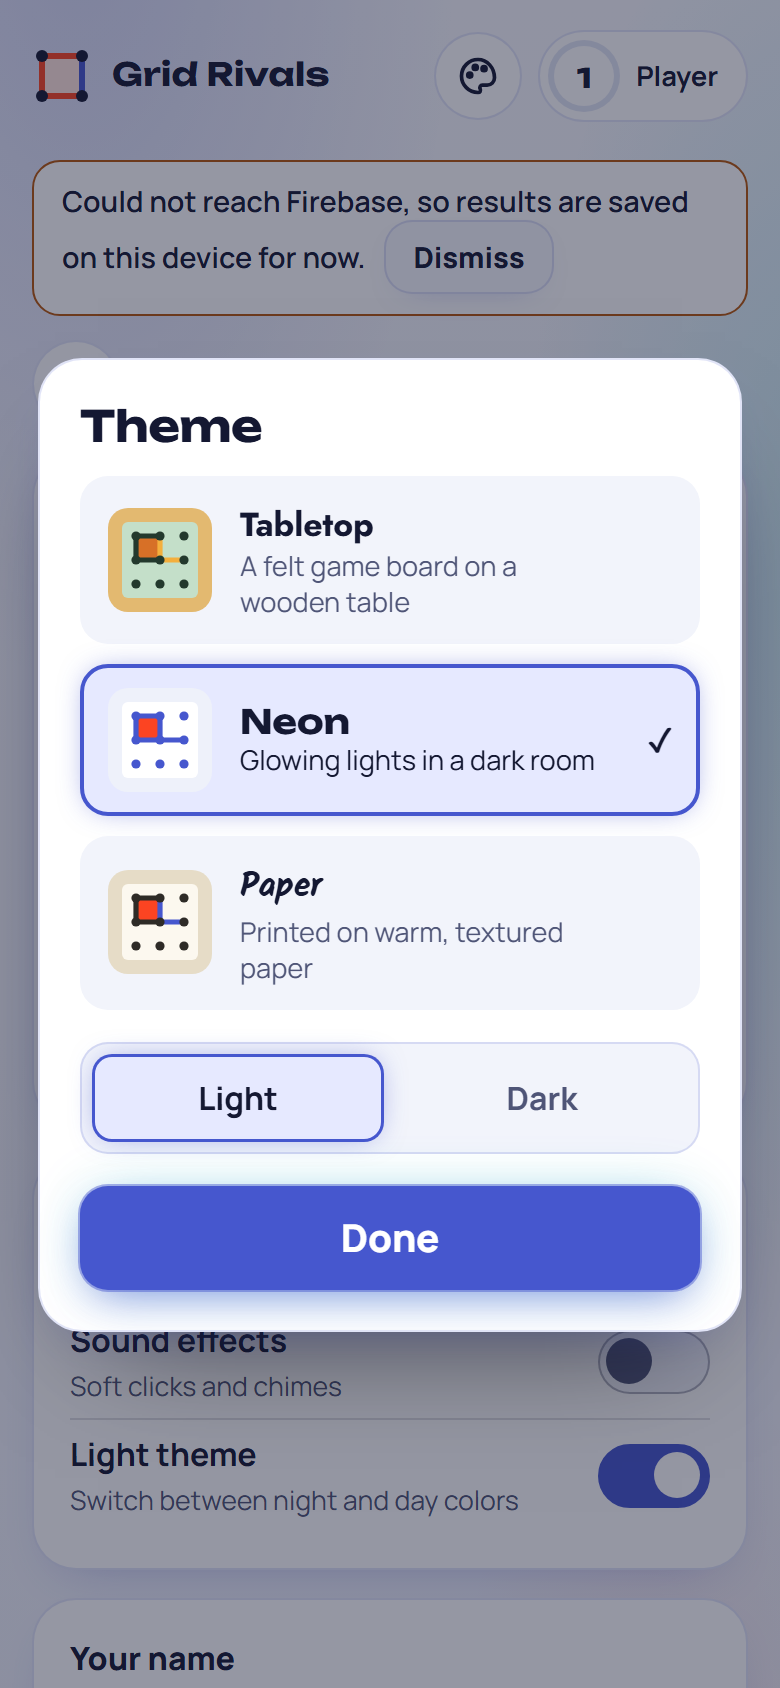 Grid Rivals
1
Player
Could not reach Firebase, so results are saved
on this device for now.
Dismiss
Theme
Tabletop
A felt game board on a
wooden table
Neon
Glowing lights in a dark room
✓
Paper
Printed on warm, textured
paper
Light
Dark
Done
Sound effects
Soft clicks and chimes
Light theme
Switch between night and day colors
Your name